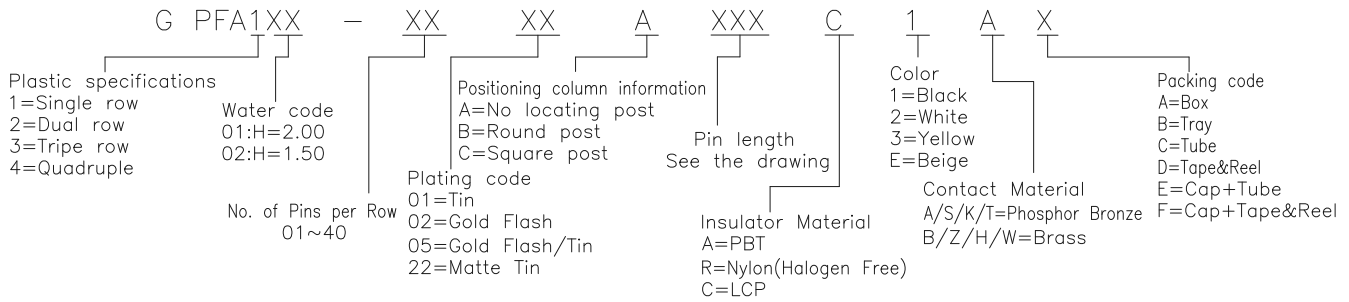 G PFA1XX - XX XX A XXX C 1 A X
Plastic specifications
1=Single row
2=Dual row
3=Tripe row
4=Quadruple
Water code
01:H=2.00
02:H=1.50
No. of Pins per Row
01~40
Positioning column information
A=No locating post
B=Round post
C=Square post
Plating code
01=Tin
02=Gold Flash
05=Gold Flash/Tin
22=Matte Tin
Pin length
See the drawing
Insulator Material
A=PBT
R=Nylon(Halogen Free)
C=LCP
Color
1=Black
2=White
3=Yellow
E=Beige
Contact Material
A/S/K/T=Phosphor Bronze
B/Z/H/W=Brass
Packing code
A=Box
B=Tray
C=Tube
D=Tape&Reel
E=Cap+Tube
F=Cap+Tape&Reel